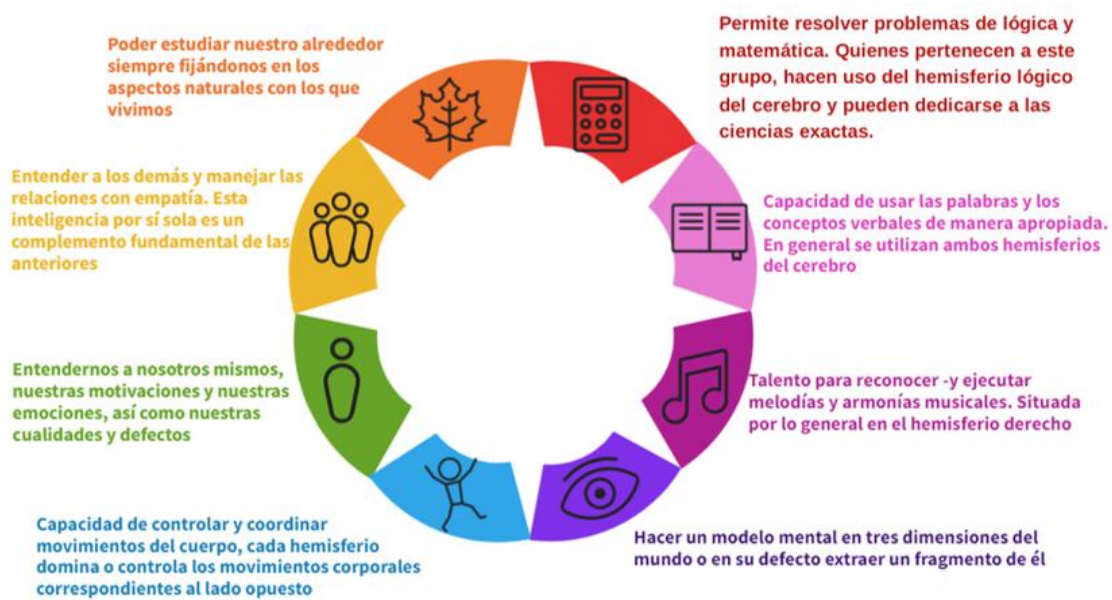 Poder estudiar nuestro alrededor
siempre fijándonos en los
aspectos naturales con los que
vivimos
Permite resolver problemas de lógica y
matemática. Quienes pertenecen a este
grupo, hacen uso del hemisferio lógico
del cerebro y pueden dedicarse a las
ciencias exactas.
Entender a los demás y manejar las
relaciones con empatía. Esta
inteligencia por sí sola es un
complemento fundamental de las
anteriores
Capacidad de usar las palabras y los
conceptos verbales de manera apropiada.
En general se utilizan ambos hemisferios
del cerebro
Entendernos a nosotros mismos,
nuestras motivaciones y nuestras
emociones, así como nuestras
cualidades y defectos
Talento para reconocer -y ejecutar
melodías y armonías musicales. Situada
por lo general en el hemisferio derecho
Capacidad de controlar y coordinar
movimientos del cuerpo, cada hemisferio
domina o controla los movimientos corporales
correspondientes al lado opuesto
Hacer un modelo mental en tres dimensiones del
mundo o en su defecto extraer un fragmento de él